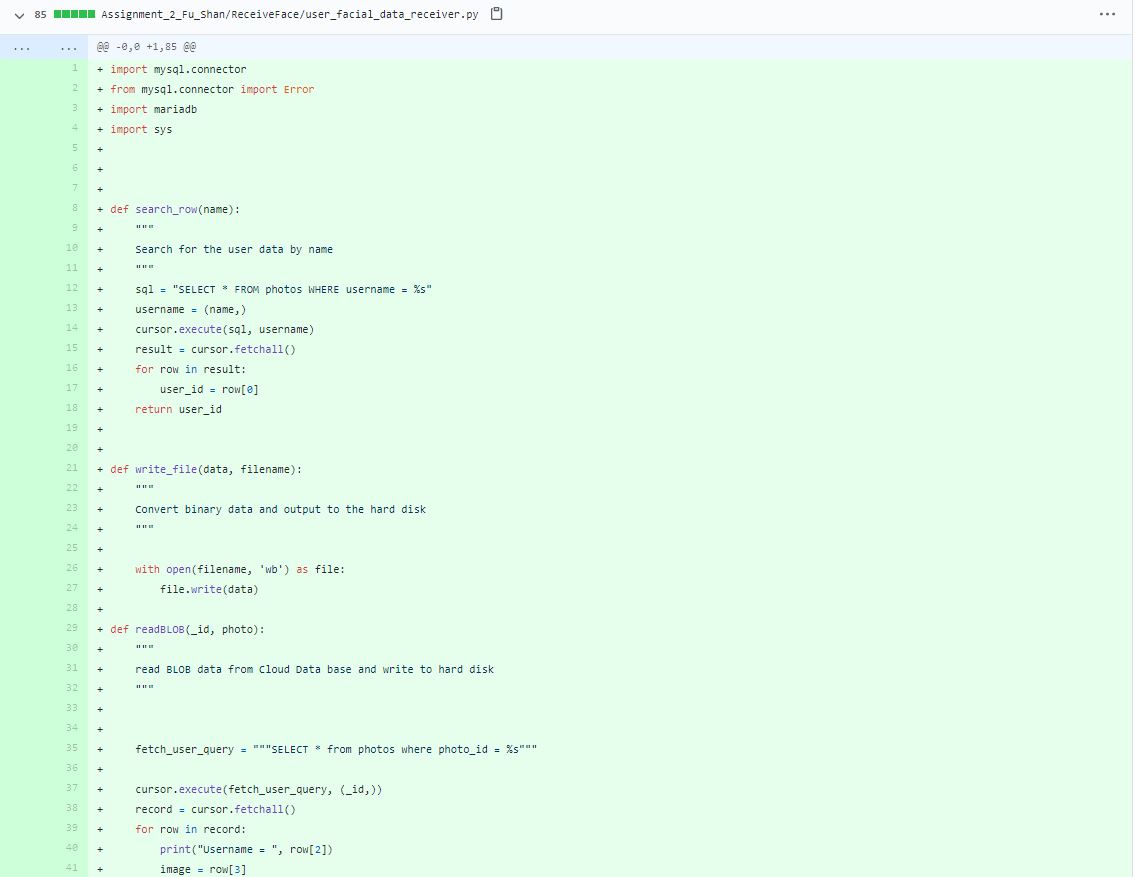 85 Assignment_2_Fu_Shan/ReceiveFace/user_facial_data_receiver.py ...
... ... @@ -0,0 +1,85 @@
1 + import mysql.connector
2 + from mysql.connector import Error
3 + import mariadb
4 + import sys
5 +
6 +
7 +
8 + def search_row(name):
9 +     """
10 +     Search for the user data by name
11 +     """
12 +     sql = "SELECT * FROM photos WHERE username = %s"
13 +     username = (name,)
14 +     cursor.execute(sql, username)
15 +     result = cursor.fetchall()
16 +     for row in result:
17 +         user_id = row[0]
18 +     return user_id
19 +
20 +
21 + def write_file(data, filename):
22 +     """
23 +     Convert binary data and output to the hard disk
24 +     """
25 +
26 +     with open(filename, 'wb') as file:
27 +         file.write(data)
28 +
29 + def readBLOB(_id, photo):
30 +     """
31 +     read BLOB data from Cloud Data base and write to hard disk
32 +     """
33 +
34 +
35 +     fetch_user_query = """SELECT * from photos where photo_id = %s"""
36 +
37 +     cursor.execute(fetch_user_query, (_id,))
38 +     record = cursor.fetchall()
39 +     for row in record:
40 +         print("Username = ", row[2])
41 +         image = row[3]